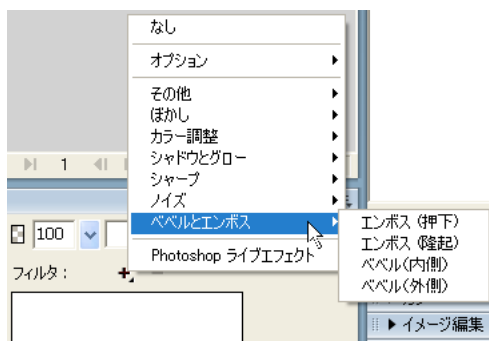 なし
オプション
その他
ぼかし
カラー調整
シャドウとグロー
シャープ
ノイズ
ベベルとエンボス
Photoshop ライブエフェクト
エンボス (押下)
エンボス (隆起)
ベベル(内側)
ベベル(外側)
1
100
フィルタ :
イメージ編集